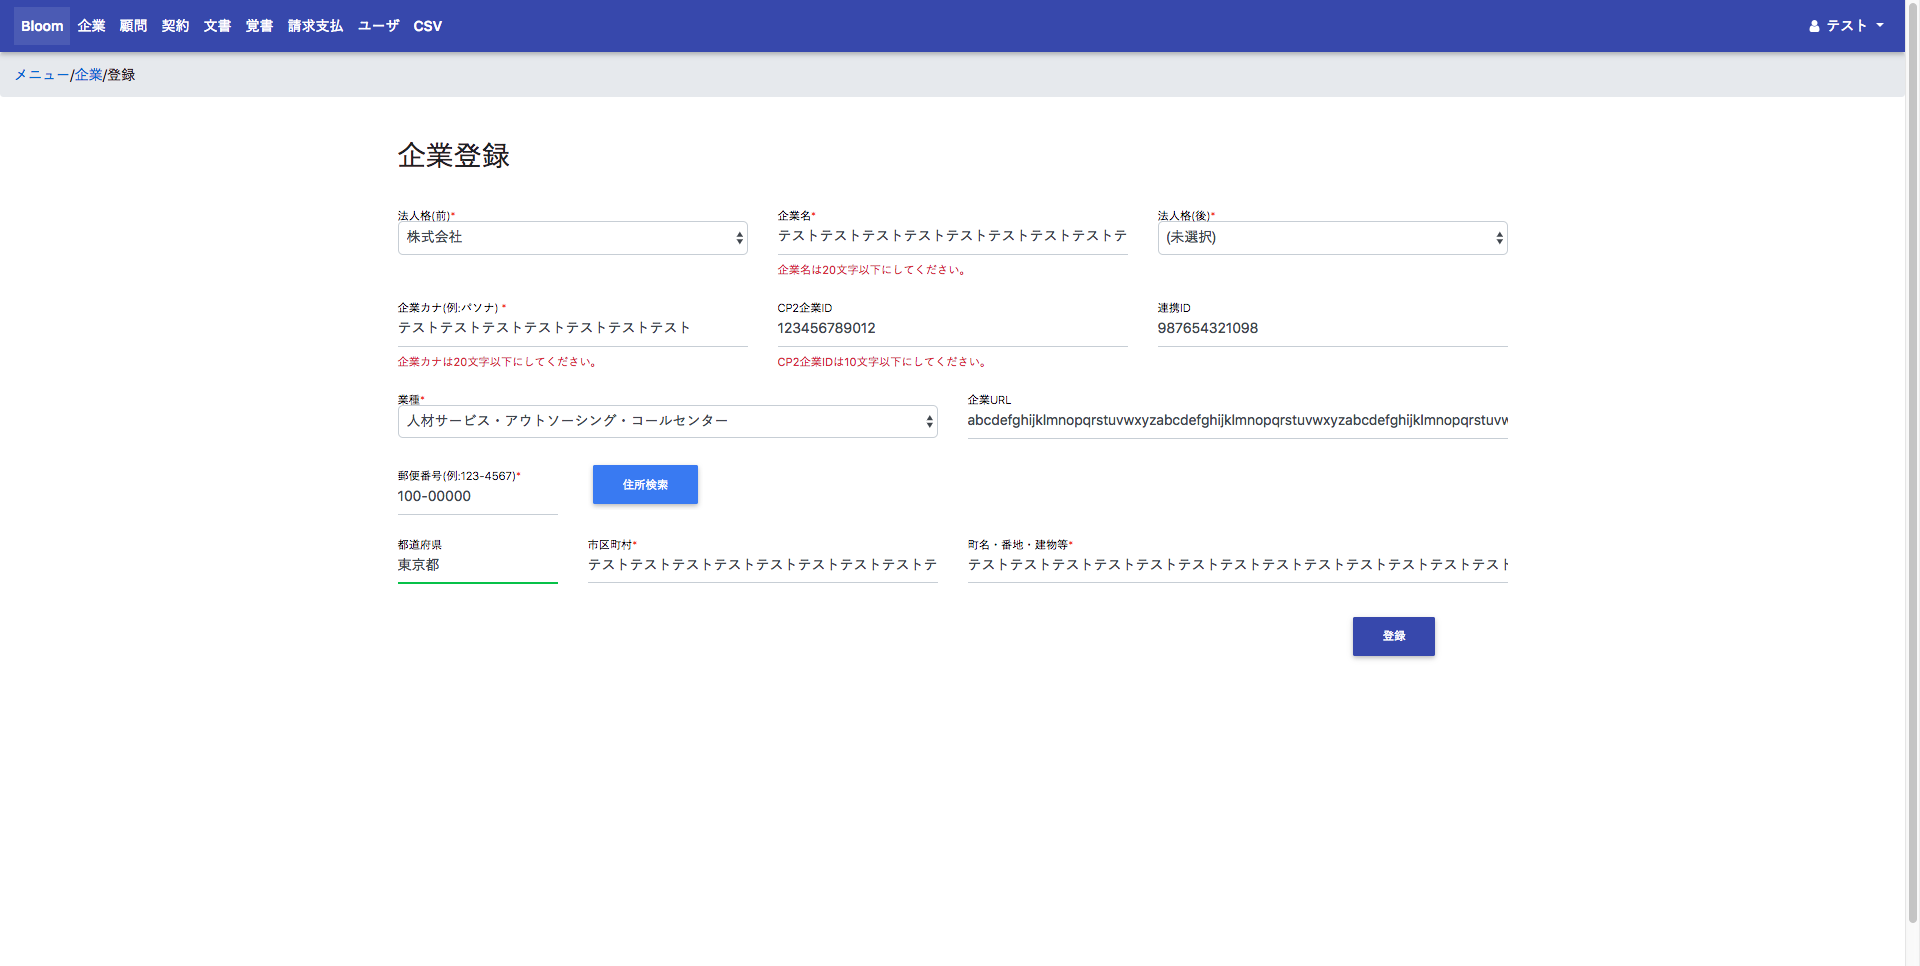 Bloom 企業 顧問 契約 文書 覚書 請求支払 ユーザ CSV テスト
メニュー/企業/登録
企業登録
法人格(前)* 企業名* 法人格(後)*
株式会社 テストテストテストテストテストテストテストテストテ (未選択)
企業名は20文字以下にしてください。
企業カナ(例:パソナ) * CP2企業ID 連携ID
テストテストテストテストテストテストテスト 123456789012 987654321098
企業カナは20文字以下にしてください。 CP2企業IDは10文字以下にしてください。
業種* 企業URL
人材サービス・アウトソーシング・コールセンター abcdefghijklmnopqrstuvwxyzabcdefghijklmnopqrstuvwxyzabcdefghijklmnopqrstuvw
郵便番号(例:123-4567)* 住所検索
100-00000
都道府県 市区町村* 町名・番地・建物等*
東京都 テストテストテストテストテストテストテストテストテ テストテストテストテストテストテストテストテストテストテストテストテストテスト
登録